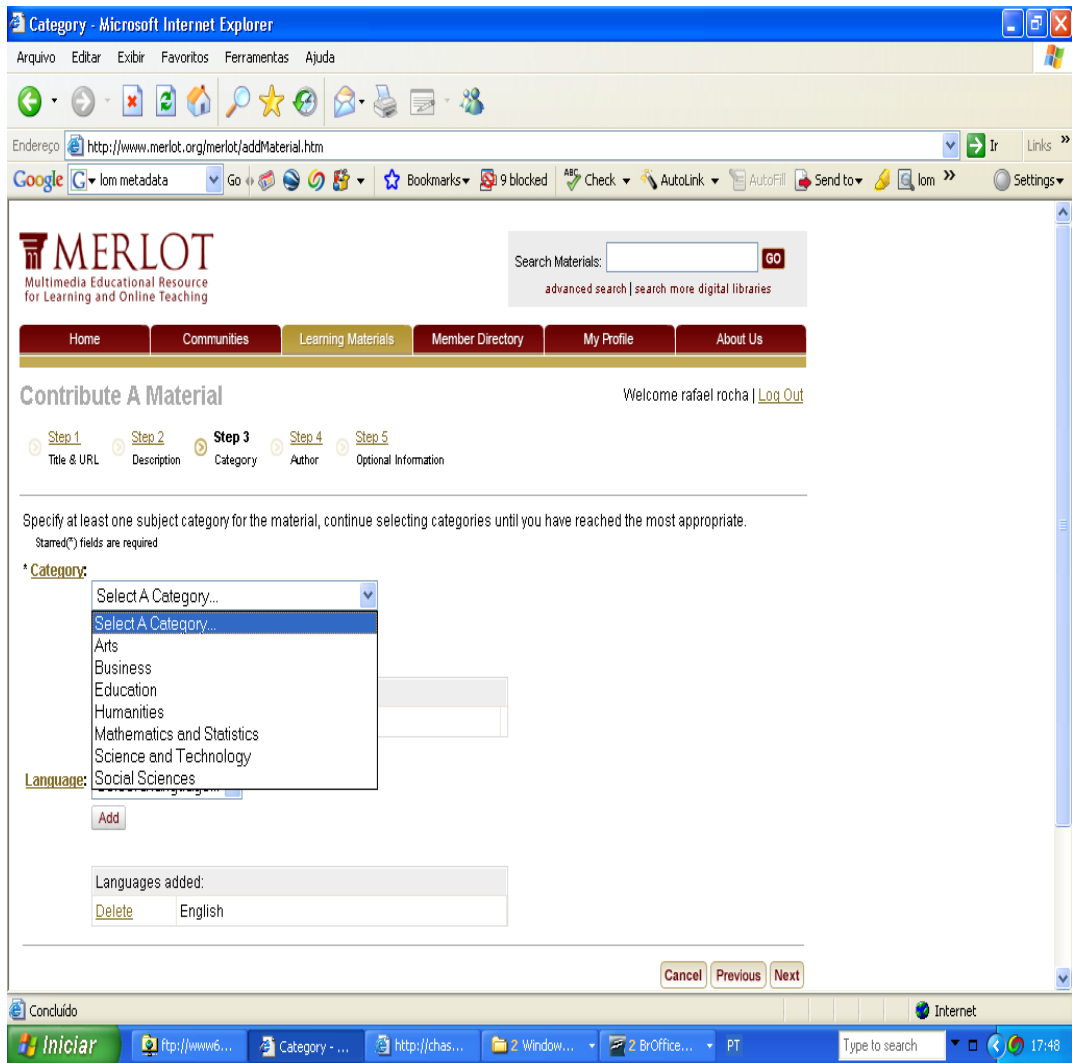 Category - Microsoft Internet Explorer
Arquivo Editar Exibir Favoritos Ferramentas Ajuda
Endereço http://www.merlot.org/merlot/addMaterial.htm Ir Links »
Google G lom metadata Go 9 blocked Bookmarks Check AutoLink AutoFill Send to lom » Settings
MERLOT
Multimedia Educational Resource
for Learning and Online Teaching
Search Materials: GO
advanced search | search more digital libraries
Home Communities Learning Materials Member Directory My Profile About Us
Contribute A Material
Welcome rafael rocha | Log Out
Step 1 Step 2 Step 3 Step 4 Step 5
Title & URL Description Category Author Optional Information
Specify at least one subject category for the material, continue selecting categories until you have reached the most appropriate.
Starred(*) fields are required
* Category:
Select A Category...
Select A Category...
Arts
Business
Education
Humanities
Mathematics and Statistics
Science and Technology
Social Sciences
Language:
Add
Languages added:
Delete English
Cancel Previous Next
Concluído Internet
Iniciar ftp://www6... Category - ... http://chas... 2 Window... 2 BrOffice... PT Type to search 17:48